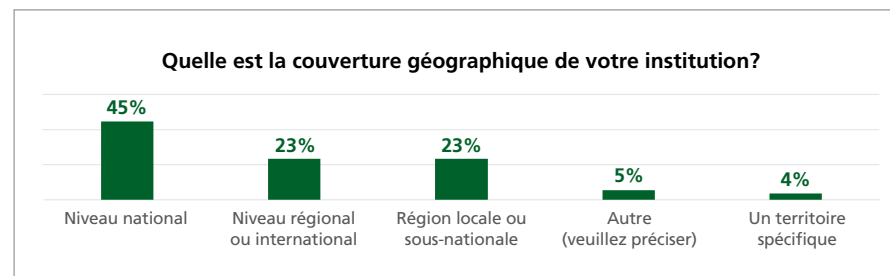 Quelle est la couverture géographique de votre institution?
45%
23%
23%
5%
4%
Niveau national
Niveau régional
ou international
Région locale ou
sous-nationale
Autre
(veuillez préciser)
Un territoire
spécifique